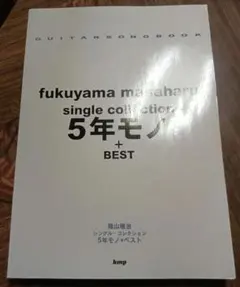 GUITAR SONGBOOK
fukuyama masaharu
single collection
5年モノ
+
BEST
福山雅治
シングル・コレクション
5年モノ+ベスト
kmp